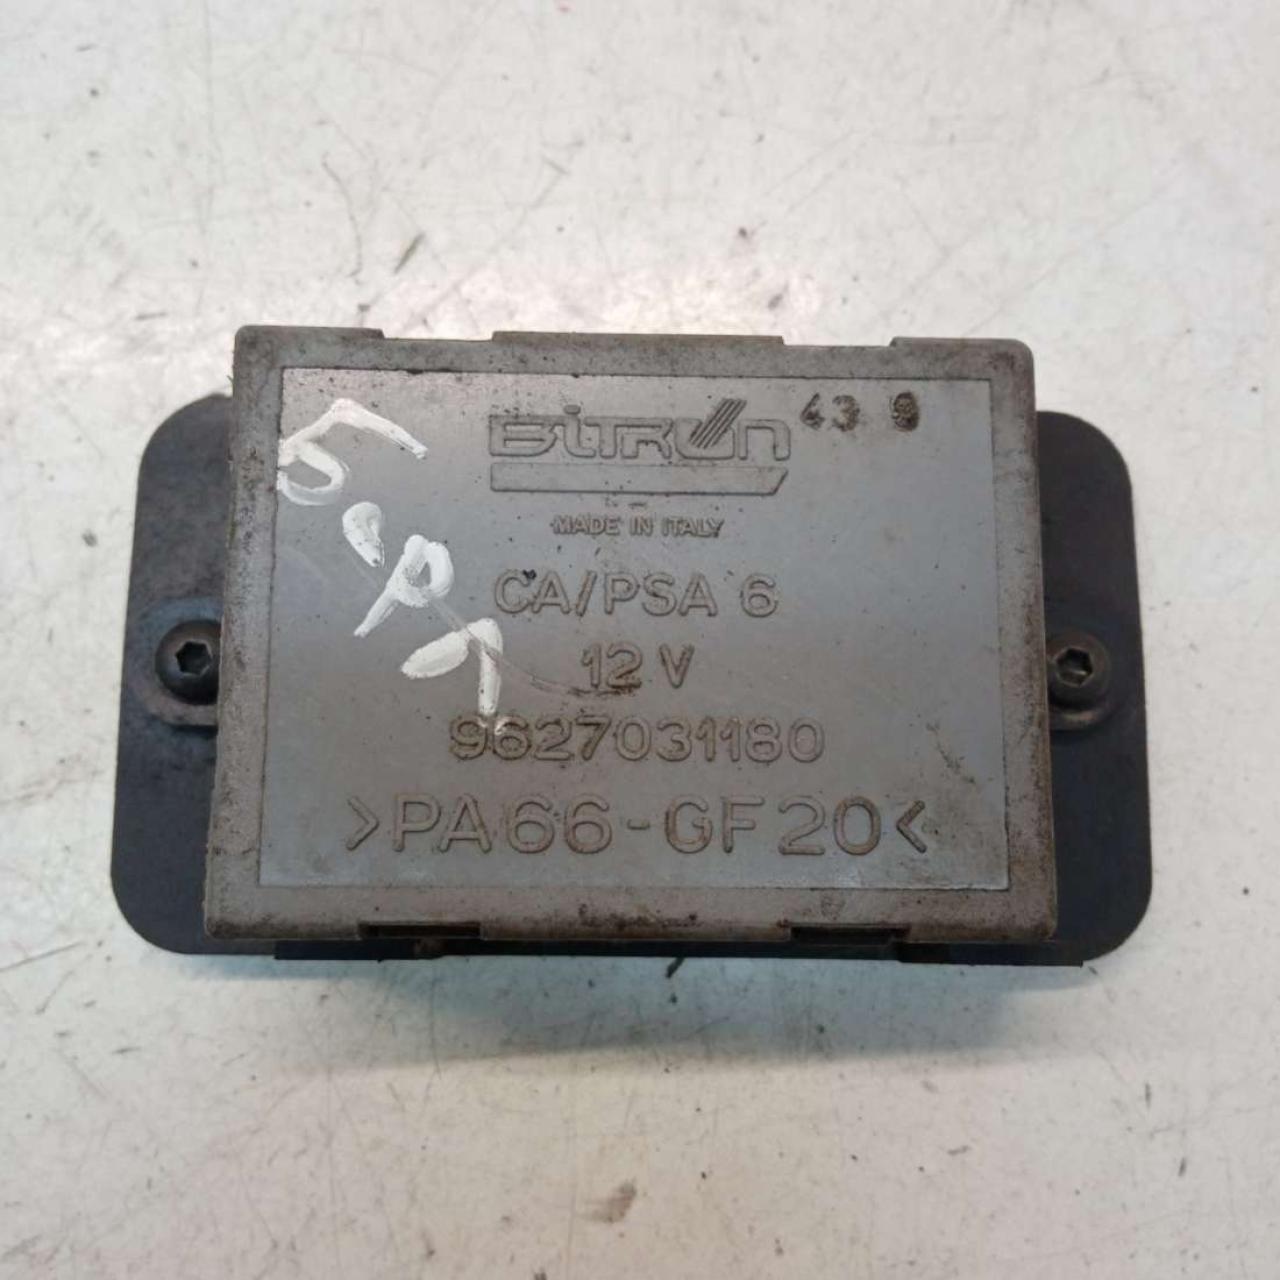 BiTRON 43 9
MADE IN ITALY
CA/PSA 6
12 V
9627031180
>PA66-GF20<